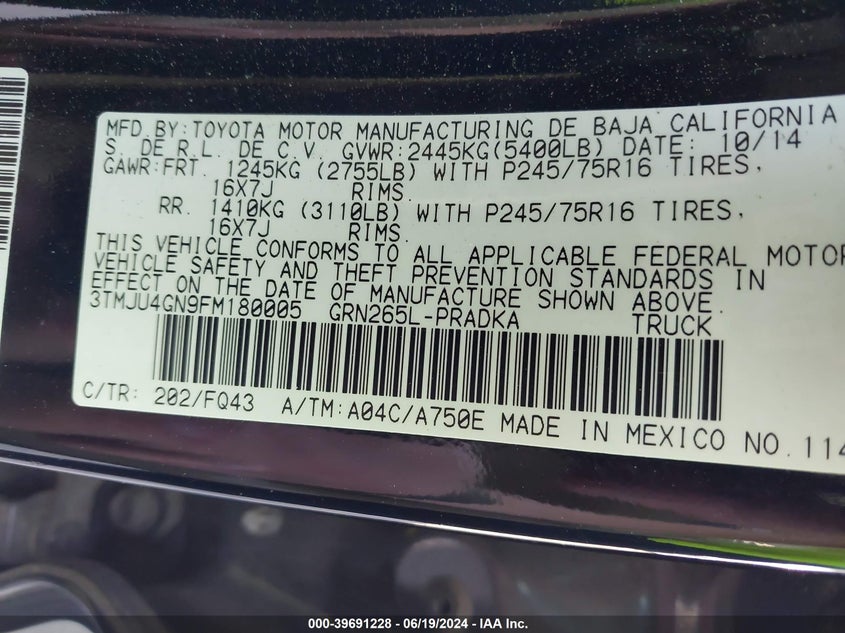 MFD.BY:TOYOTA MOTOR MANUFACTURING DE BAJA CALIFORNIA
S. DE R.L. DE C.V. GVWR:2445KG(5400LB) DATE: 10/14
GAWR:FRT. 1245KG (2755LB) WITH P245/75R16 TIRES,
16X7J RIMS.
RR. 1410KG (3110LB) WITH P245/75R16 TIRES,
16X7J RIMS.
THIS VEHICLE CONFORMS TO ALL APPLICABLE FEDERAL MOTOR
VEHICLE SAFETY AND THEFT PREVENTION STANDARDS IN
EFFECT ON THE DATE OF MANUFACTURE SHOWN ABOVE.
3TMJU4GN9FM180005 GRN265L-PRADKA TRUCK
C/TR: 202/FQ43 A/TM:A04C/A750E MADE IN MEXICO NO.114
000-39691228 - 06/19/2024 - IAA Inc.